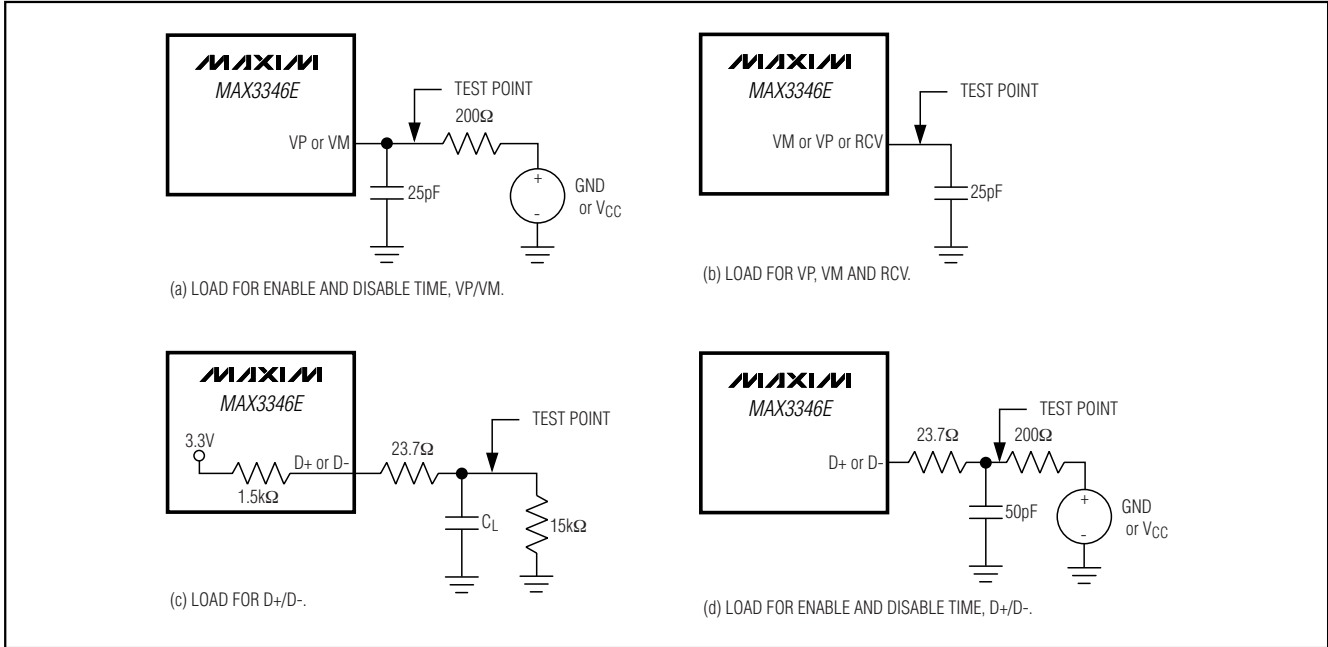 MAXIM
MAX3346E
VP or VM
TEST POINT
200Ω
25pF
+
-
GND
or VCC
(a) LOAD FOR ENABLE AND DISABLE TIME, VP/VM.
MAXIM
MAX3346E
VM or VP or RCV
TEST POINT
25pF
(b) LOAD FOR VP, VM AND RCV.
MAXIM
MAX3346E
3.3V
1.5kΩ
D+ or D-
23.7Ω
TEST POINT
CL
15kΩ
(c) LOAD FOR D+/D-.
MAXIM
MAX3346E
D+ or D-
23.7Ω
TEST POINT
200Ω
50pF
+
-
GND
or VCC
(d) LOAD FOR ENABLE AND DISABLE TIME, D+/D-.